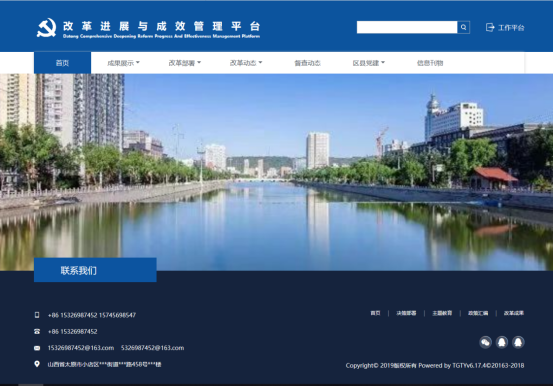 改革进展与成效管理平台
Datong Comprehensive Deepening Reform Progress And Effectiveness Management Platform
工作平台
首页 成果展示 改革部署 改革动态 督查动态 区县党建 信息刊物
联系我们
+86 15326987452 15745698547
+86 15326987452
15326987452@163.com 5326987452@163.com
山西省太原市小店区***街道***路458号***楼
首页 | 决策部署 | 主题教育 | 政策汇编 | 改革成果
Copyright© 2019版权所有 Powered by TGTYv6.17.4©20163-2018